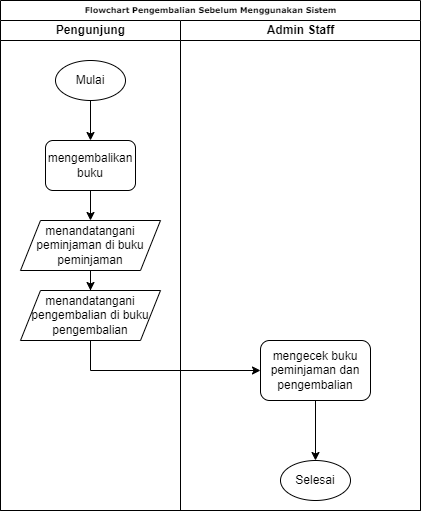 Flowchart Pengembalian Sebelum Menggunakan Sistem
Pengunjung
Admin Staff
Mulai
mengembalikan
buku
menandatangani
peminjaman di buku
peminjaman
menandatangani
pengembalian di buku
pengembalian
mengecek buku
peminjaman dan
pengembalian
Selesai